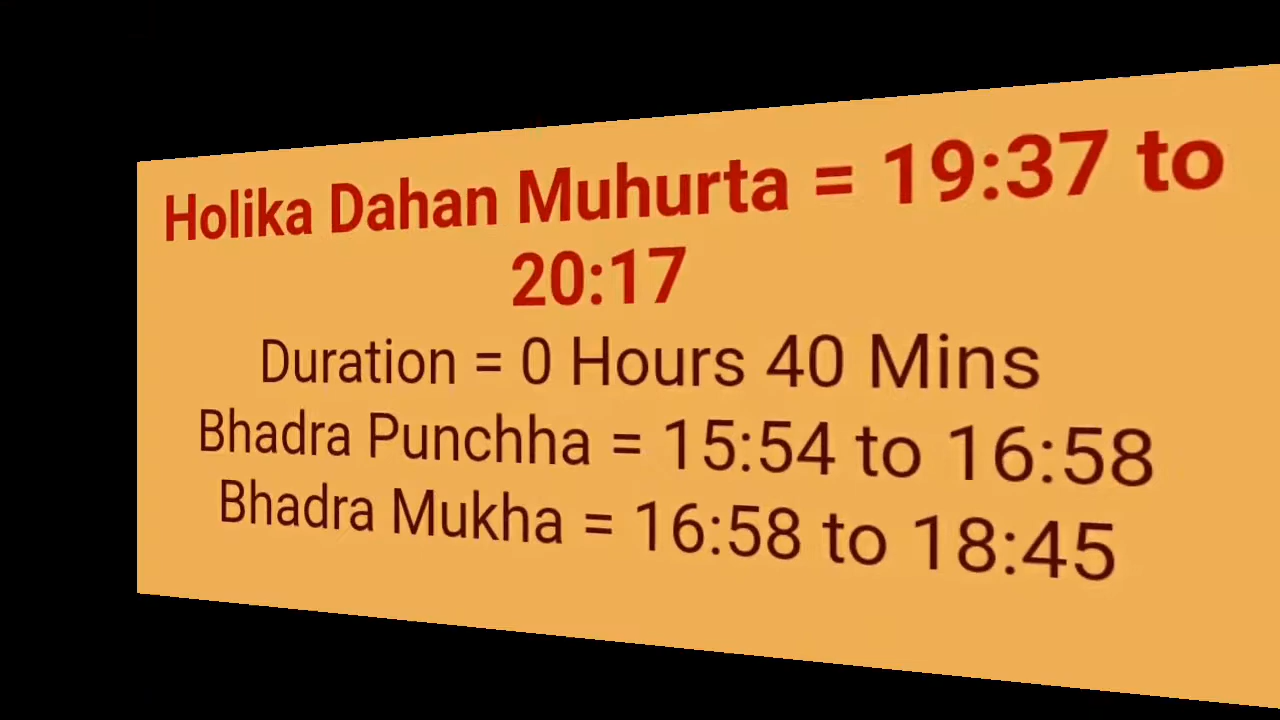 Holika Dahan Muhurta = 19:37 to
20:17
Duration = 0 Hours 40 Mins
Bhadra Punchha = 15:54 to 16:58
Bhadra Mukha = 16:58 to 18:45